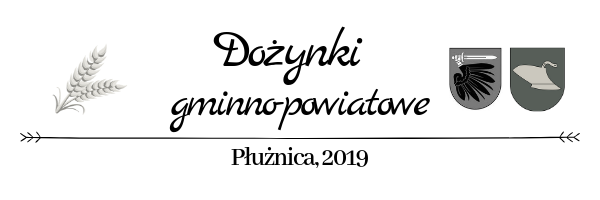 Dożynki
gminno-powiatowe
Płużnica, 2019